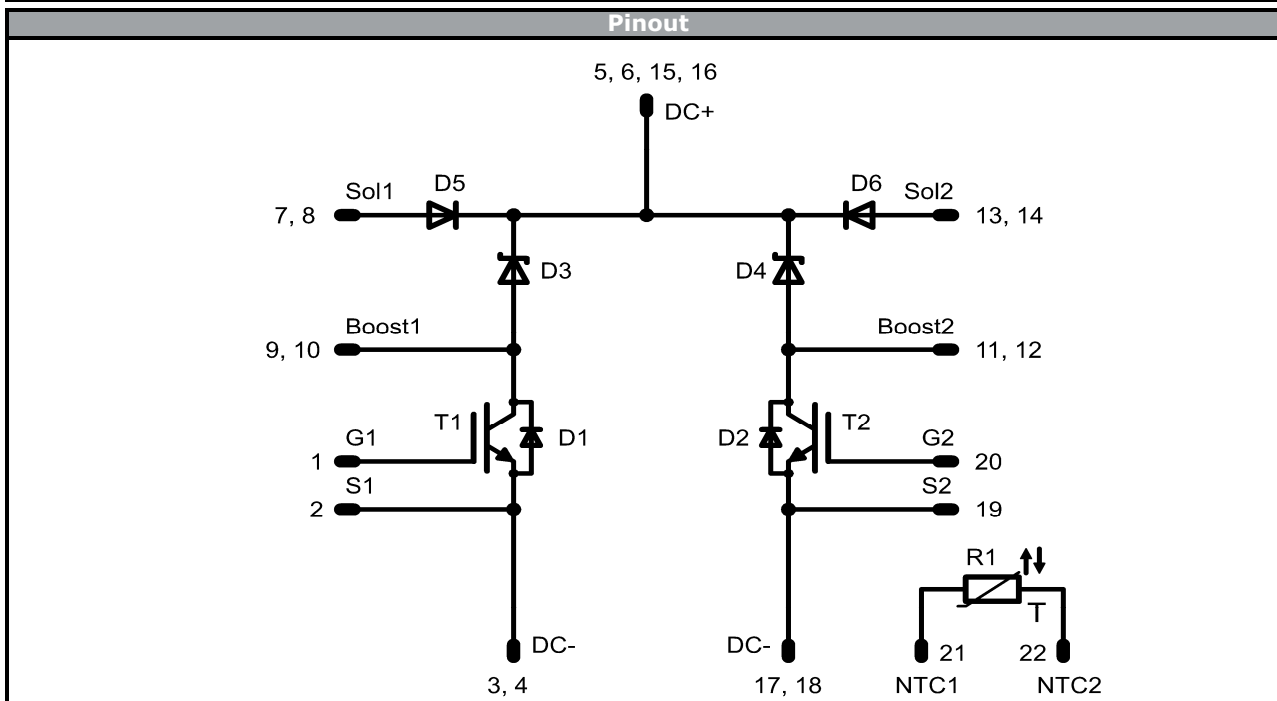 Pinout
5, 6, 15, 16
DC+
D5
D6
Sol1
Sol2
7, 8
13, 14
D3
D4
Boost1
Boost2
9, 10
11, 12
T1
T2
D1
D2
G1
G2
1
20
S1
S2
2
19
R1
T
DC-
DC-
21
22
3, 4
17, 18
NTC1
NTC2